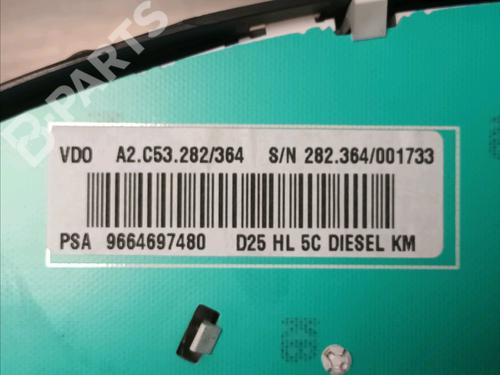 B-PARTS
VDO A2.C53.282/364 S/N 282.364/001733
PSA 9664697480 D25 HL 5C DIESEL KM